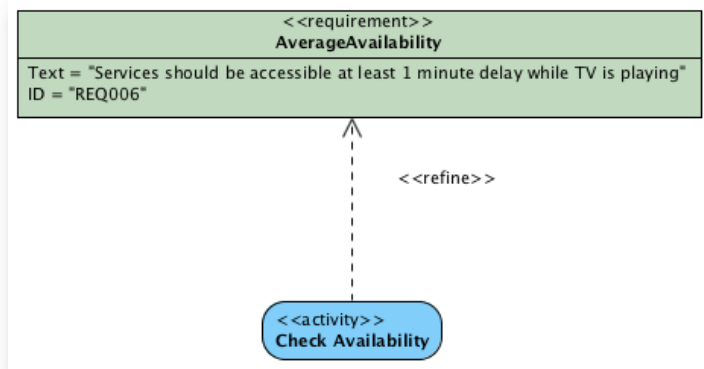 <<requirement>>
AverageAvailability
Text = "Services should be accessible at least 1 minute delay while TV is playing"
ID = "REQ006"
<<refine>>
<<activity>>
Check Availability